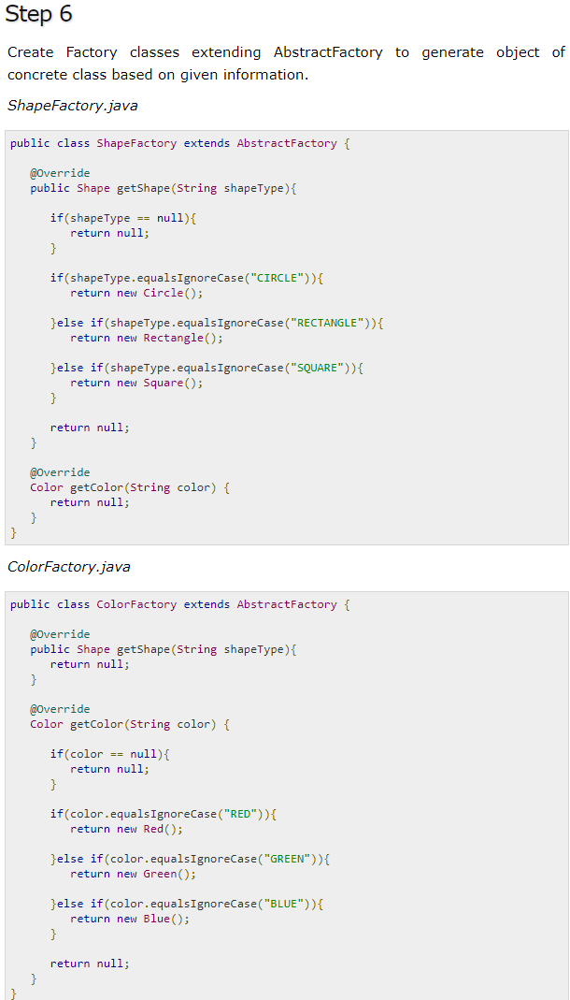 Step 6
Create Factory classes extending AbstractFactory to generate object of
concrete class based on given information.
ShapeFactory.java
public class ShapeFactory extends AbstractFactory {
@Override
public Shape getShape(String shapeType){
if(shapeType == null){
return null;
}
if(shapeType.equalsIgnoreCase("CIRCLE")){
return new Circle();
}else if(shapeType.equalsIgnoreCase("RECTANGLE")){
return new Rectangle();
}else if(shapeType.equalsIgnoreCase("SQUARE")){
return new Square();
}
return null;
}
@Override
Color getColor(String color) {
return null;
}
}
ColorFactory.java
public class ColorFactory extends AbstractFactory {
@Override
public Shape getShape(String shapeType){
return null;
}
@Override
Color getColor(String color) {
if(color == null){
return null;
}
if(color.equalsIgnoreCase("RED")){
return new Red();
}else if(color.equalsIgnoreCase("GREEN")){
return new Green();
}else if(color.equalsIgnoreCase("BLUE")){
return new Blue();
}
return null;
}
}